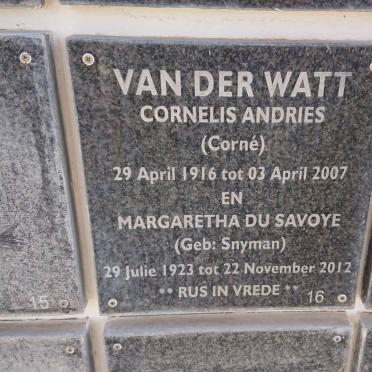 VAN DER WATT
CORNELIS ANDRIES
(Corné)
29 April 1916 tot 03 April 2007
EN
MARGARETHA DU SAVOYE
(Geb: Snyman)
29 Julie 1923 tot 22 November 2012
** RUS IN VREDE **
16
15